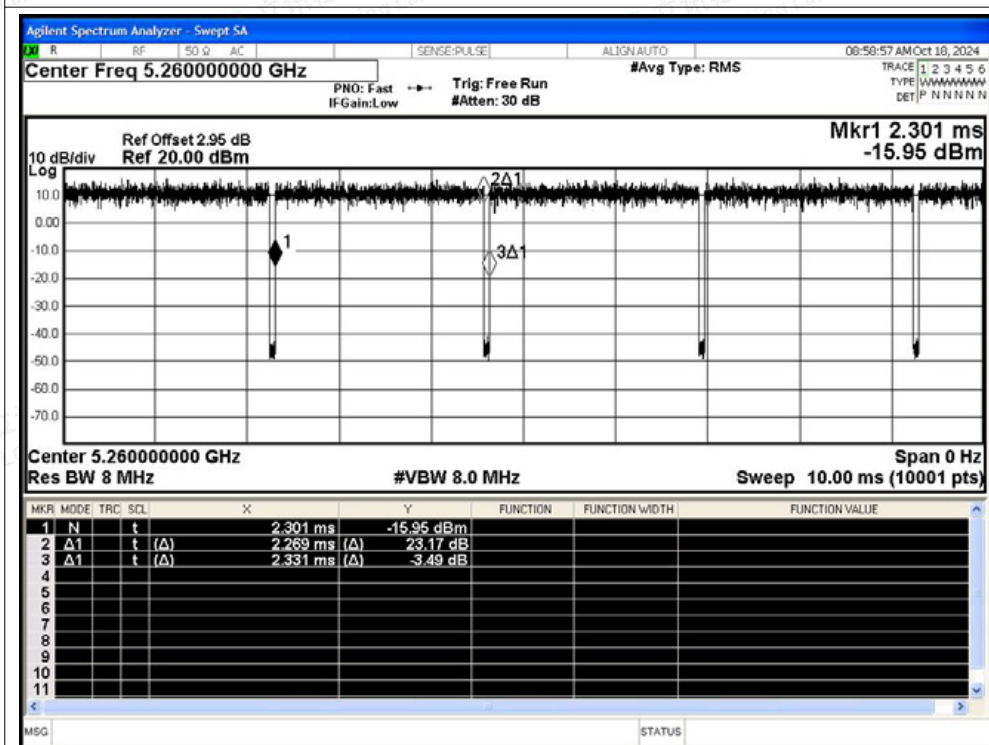 Agilent Spectrum Analyzer - Swept SA
R RF 50 Ω AC SENSE:PULSE ALIGN AUTO 08:58:57 AM Oct 18, 2024
Center Freq 5.260000000 GHz #Avg Type: RMS TRACE 1 2 3 4 5 6
PNO: Fast Trig: Free Run TYPE WWWWWW
IFGain:Low #Atten: 30 dB DET P N N N N N
Mkr1 2.301 ms
-15.95 dBm
Ref Offset 2.95 dB
10 dB/div Ref 20.00 dBm
Log
10.0
0.00
-10.0
-20.0
-30.0
-40.0
-50.0
-60.0
-70.0
2Δ1
1
3Δ1
Center 5.260000000 GHz Span 0 Hz
Res BW 8 MHz #VBW 8.0 MHz Sweep 10.00 ms (10001 pts)
MKR MODE TRC SCL X Y FUNCTION FUNCTION WIDTH FUNCTION VALUE
1 N t 2.301 ms -15.95 dBm
2 Δ1 t (Δ) 2.269 ms (Δ) 23.17 dB
3 Δ1 t (Δ) 2.331 ms (Δ) -3.49 dB
4
5
6
7
8
9
10
11
MSG STATUS